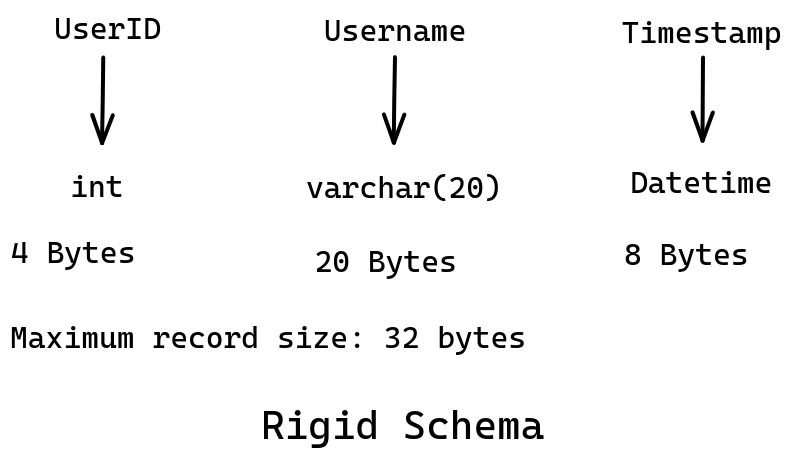 UserID Username Timestamp
int varchar(20) Datetime
4 Bytes 20 Bytes 8 Bytes
Maximum record size: 32 bytes
Rigid Schema